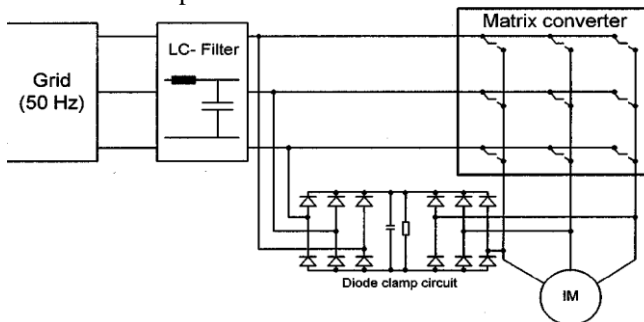 Matrix converter
LC- Filter
Grid
(50 Hz)
Diode clamp circuit
IM